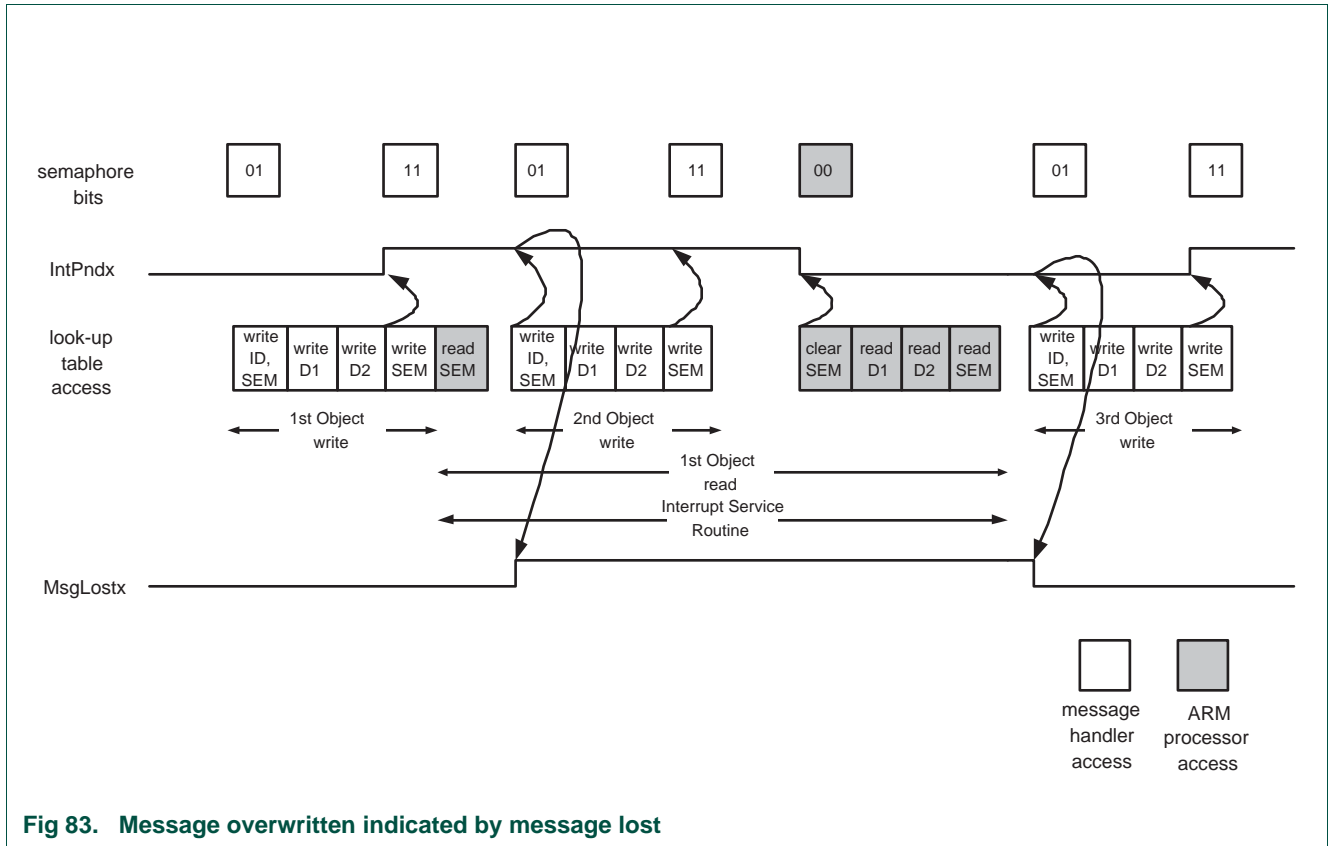 semaphore
bits
01
11
01
11
00
01
11
IntPndx
look-up
table
access
write
ID,
SEM
write
D1
write
D2
write
SEM
read
SEM
write
ID,
SEM
write
D1
write
D2
write
SEM
clear
SEM
read
D1
read
D2
read
SEM
write
ID,
SEM
write
D1
write
D2
write
SEM
1st Object
write
2nd Object
write
3rd Object
write
1st Object
read
Interrupt Service
Routine
MsgLostx
message
handler
access
ARM
processor
access
Fig 83. Message overwritten indicated by message lost